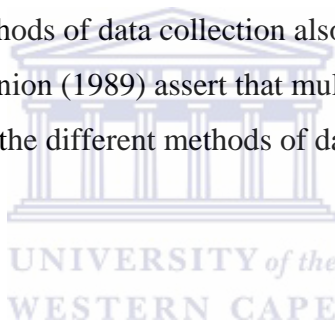 hods of data collection also
nion (1989) assert that mul
the different methods of da
UNIVERSITY of the
WESTERN CAPE